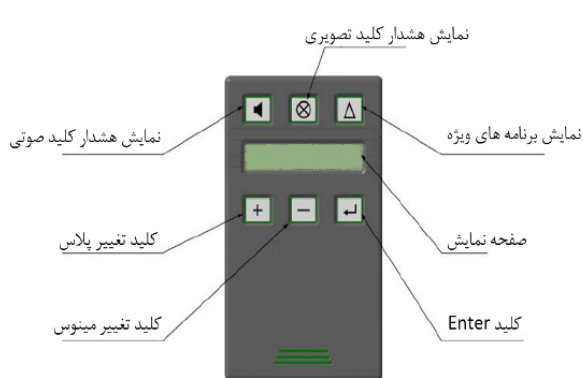 نمایش هشدار کلید تصویری
نمایش برنامه های ویژه
نمایش هشدار کلید صوتی
صفحه نمایش
کلید تغییر پلاس
کلید Enter
کلید تغییر مینوس